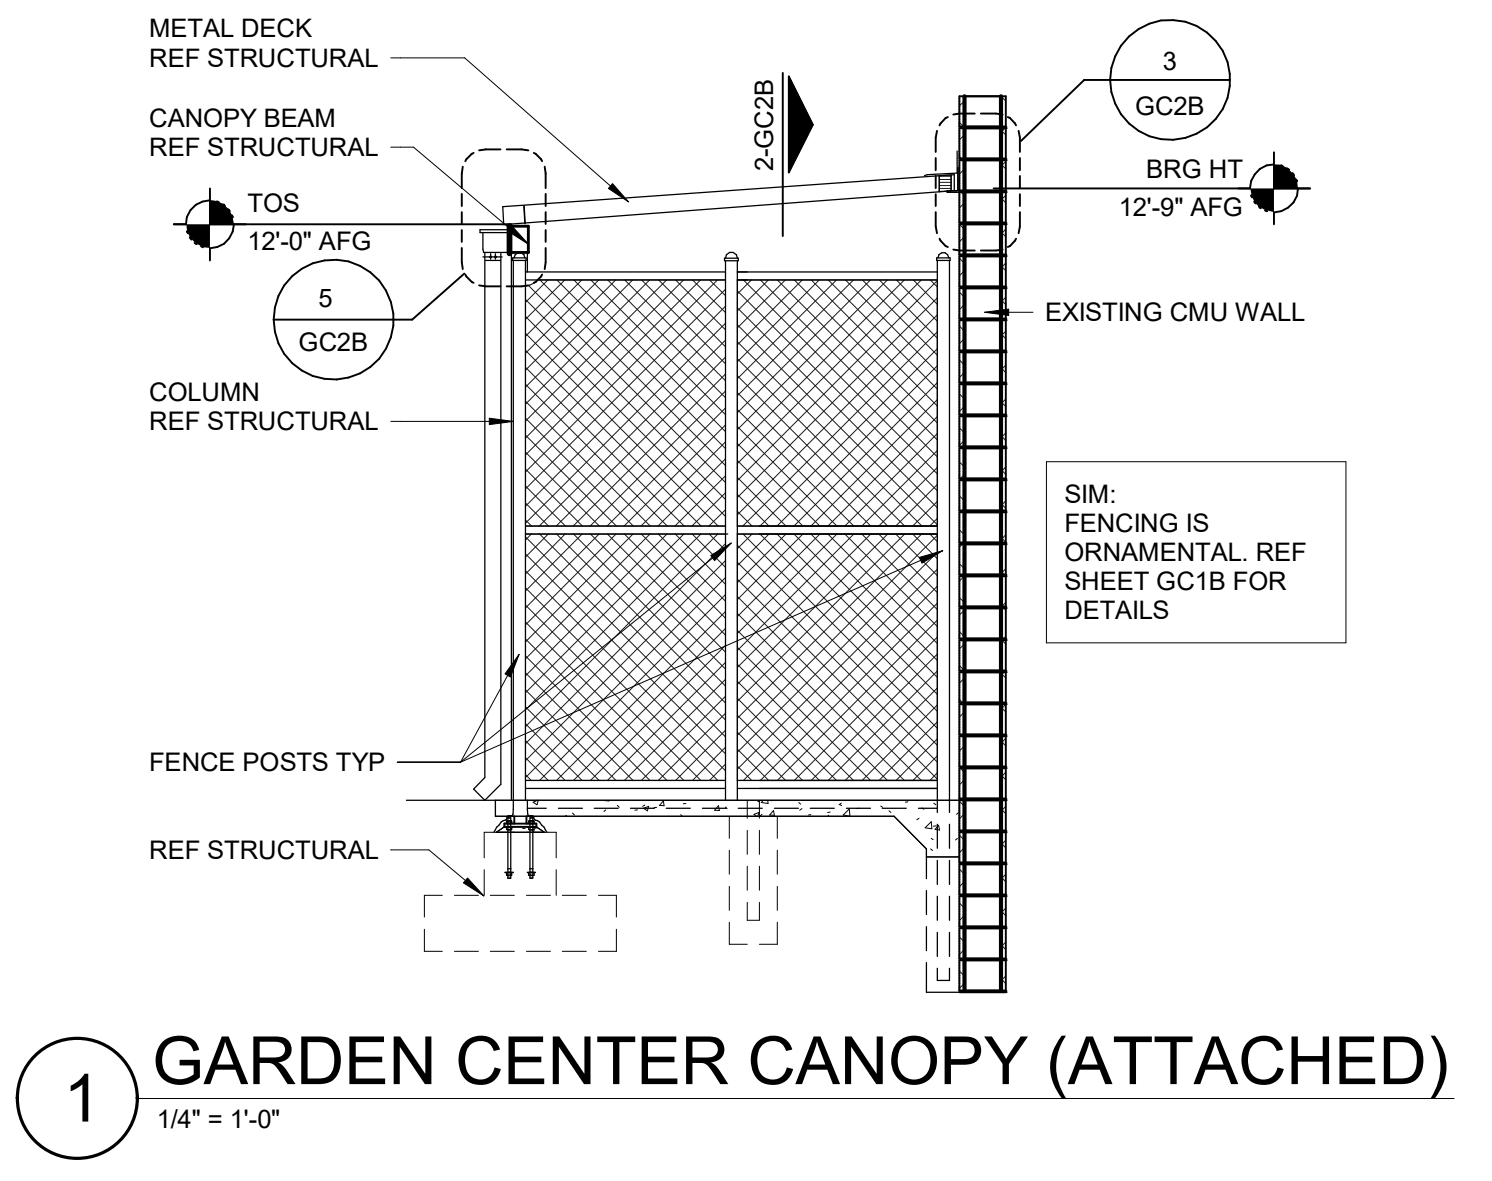 METAL DECK
REF STRUCTURAL
CANOPY BEAM
REF STRUCTURAL
TOS
12'-0" AFG
5
GC2B
2-GC2B
3
GC2B
BRG HT
12'-9" AFG
EXISTING CMU WALL
COLUMN
REF STRUCTURAL
SIM:
FENCING IS
ORNAMENTAL. REF
SHEET GC1B FOR
DETAILS
FENCE POSTS TYP
REF STRUCTURAL
1
GARDEN CENTER CANOPY (ATTACHED)
1/4" = 1'-0"